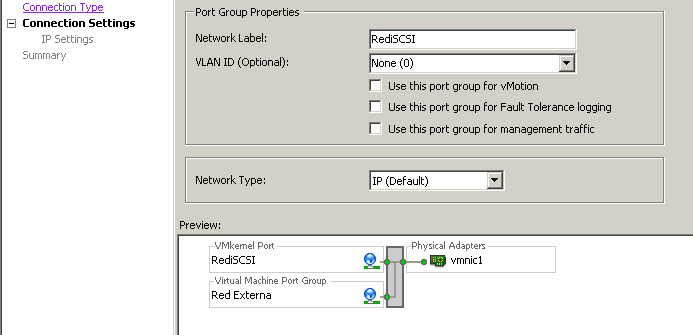 Connection Type
Connection Settings
IP Settings
Summary
Port Group Properties
Network Label:
RediSCSI
VLAN ID (Optional):
None (0)
Use this port group for vMotion
Use this port group for Fault Tolerance logging
Use this port group for management traffic
Network Type:
IP (Default)
Preview:
VMkernel Port
RediSCSI
Physical Adapters
vmnic1
Virtual Machine Port Group
Red Externa